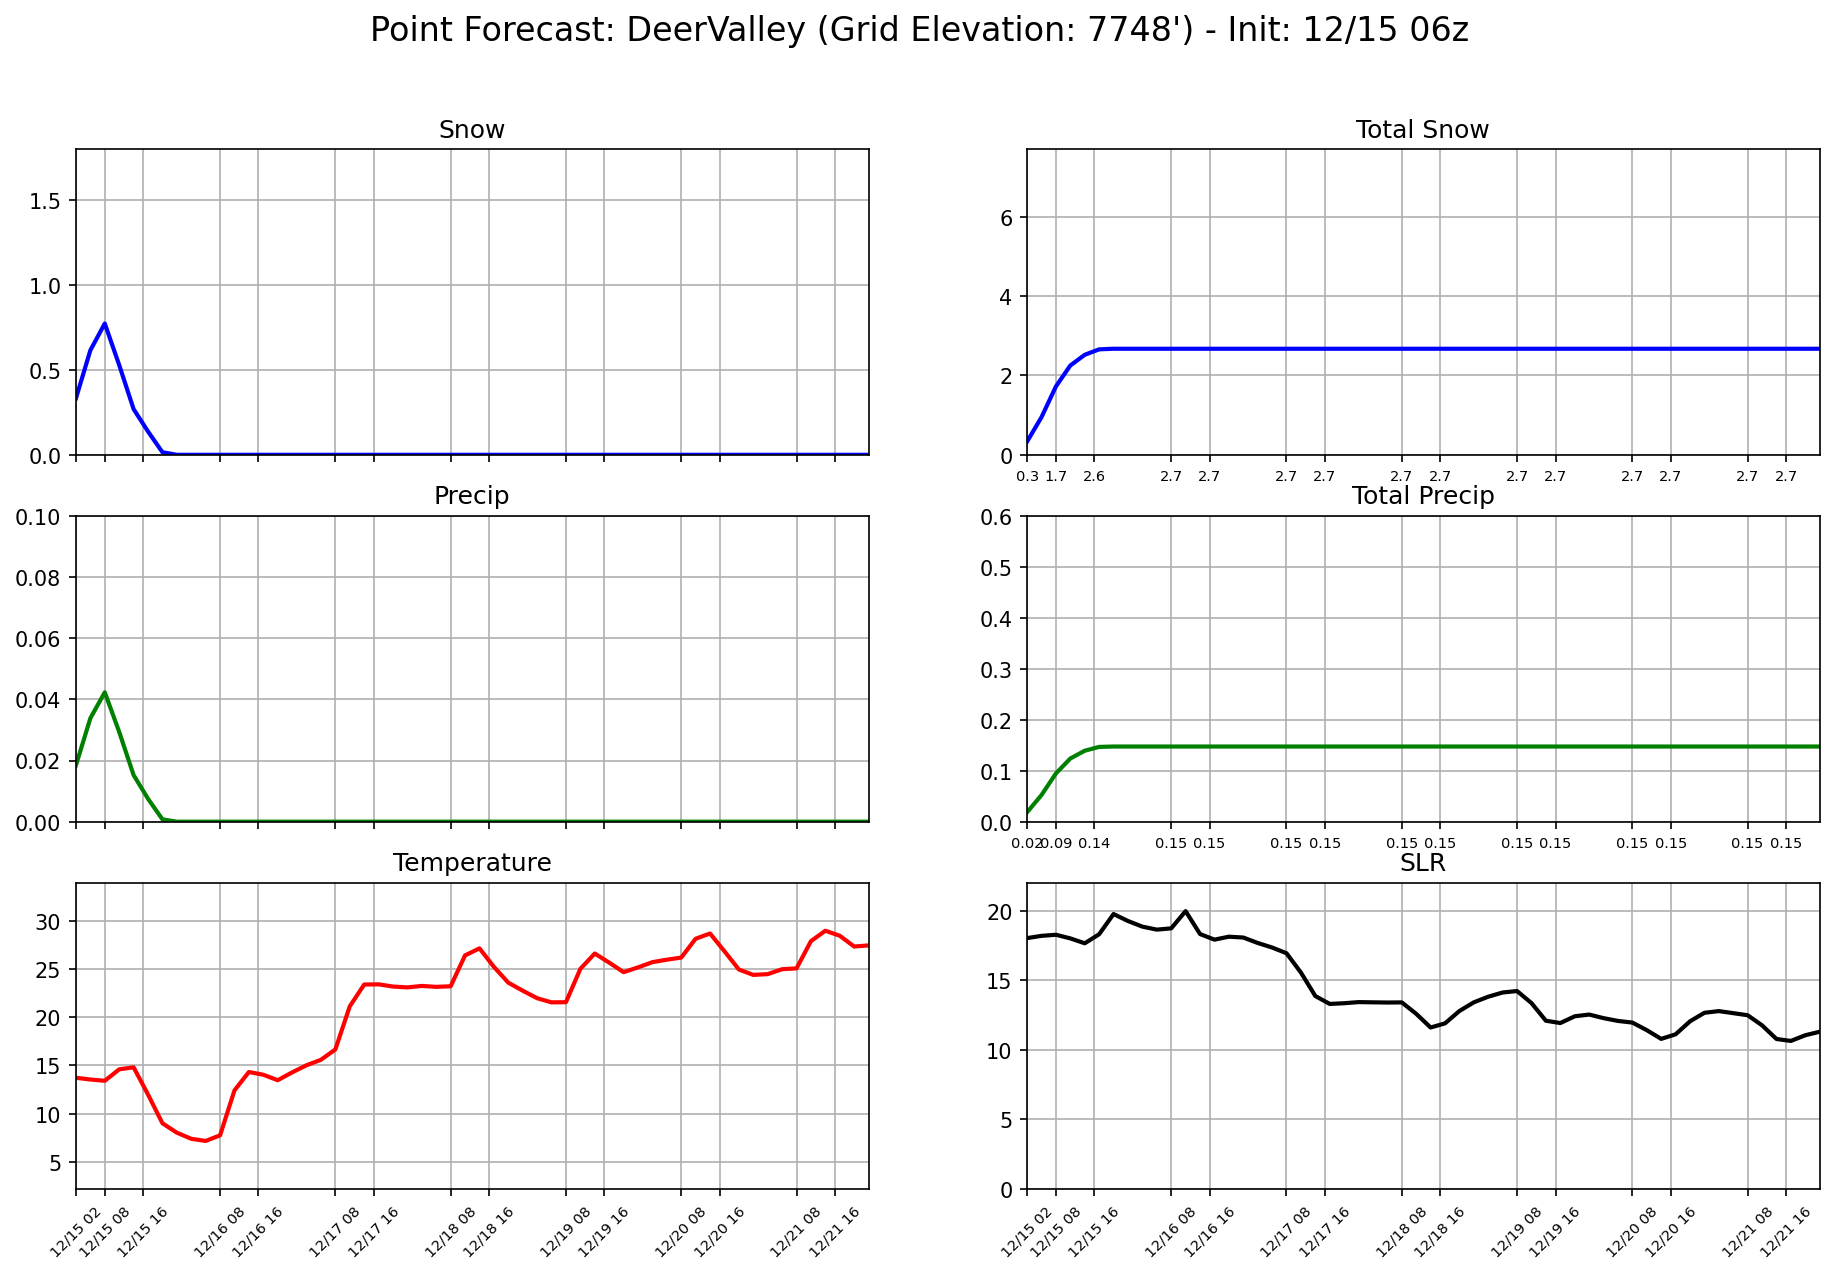 Point Forecast: DeerValley (Grid Elevation: 7748') - Init: 12/15 06z
Snow
1.5
1.0
0.5
0.0
Total Snow
6
4
2
0
0.3 1.7 2.6 2.7 2.7 2.7 2.7 2.7 2.7 2.7 2.7 2.7 2.7 2.7 2.7
Precip
0.10
0.08
0.06
0.04
0.02
0.00
Total Precip
0.6
0.5
0.4
0.3
0.2
0.1
0.0
0.02 0.09 0.14 0.15 0.15 0.15 0.15 0.15 0.15 0.15 0.15 0.15 0.15 0.15 0.15
Temperature
30
25
20
15
10
5
12/15 02 12/15 08 12/15 16 12/16 08 12/16 16 12/17 08 12/17 16 12/18 08 12/18 16 12/19 08 12/19 16 12/20 08 12/20 16 12/21 08 12/21 16
SLR
20
15
10
5
0
12/15 02 12/15 08 12/15 16 12/16 08 12/16 16 12/17 08 12/17 16 12/18 08 12/18 16 12/19 08 12/19 16 12/20 08 12/20 16 12/21 08 12/21 16